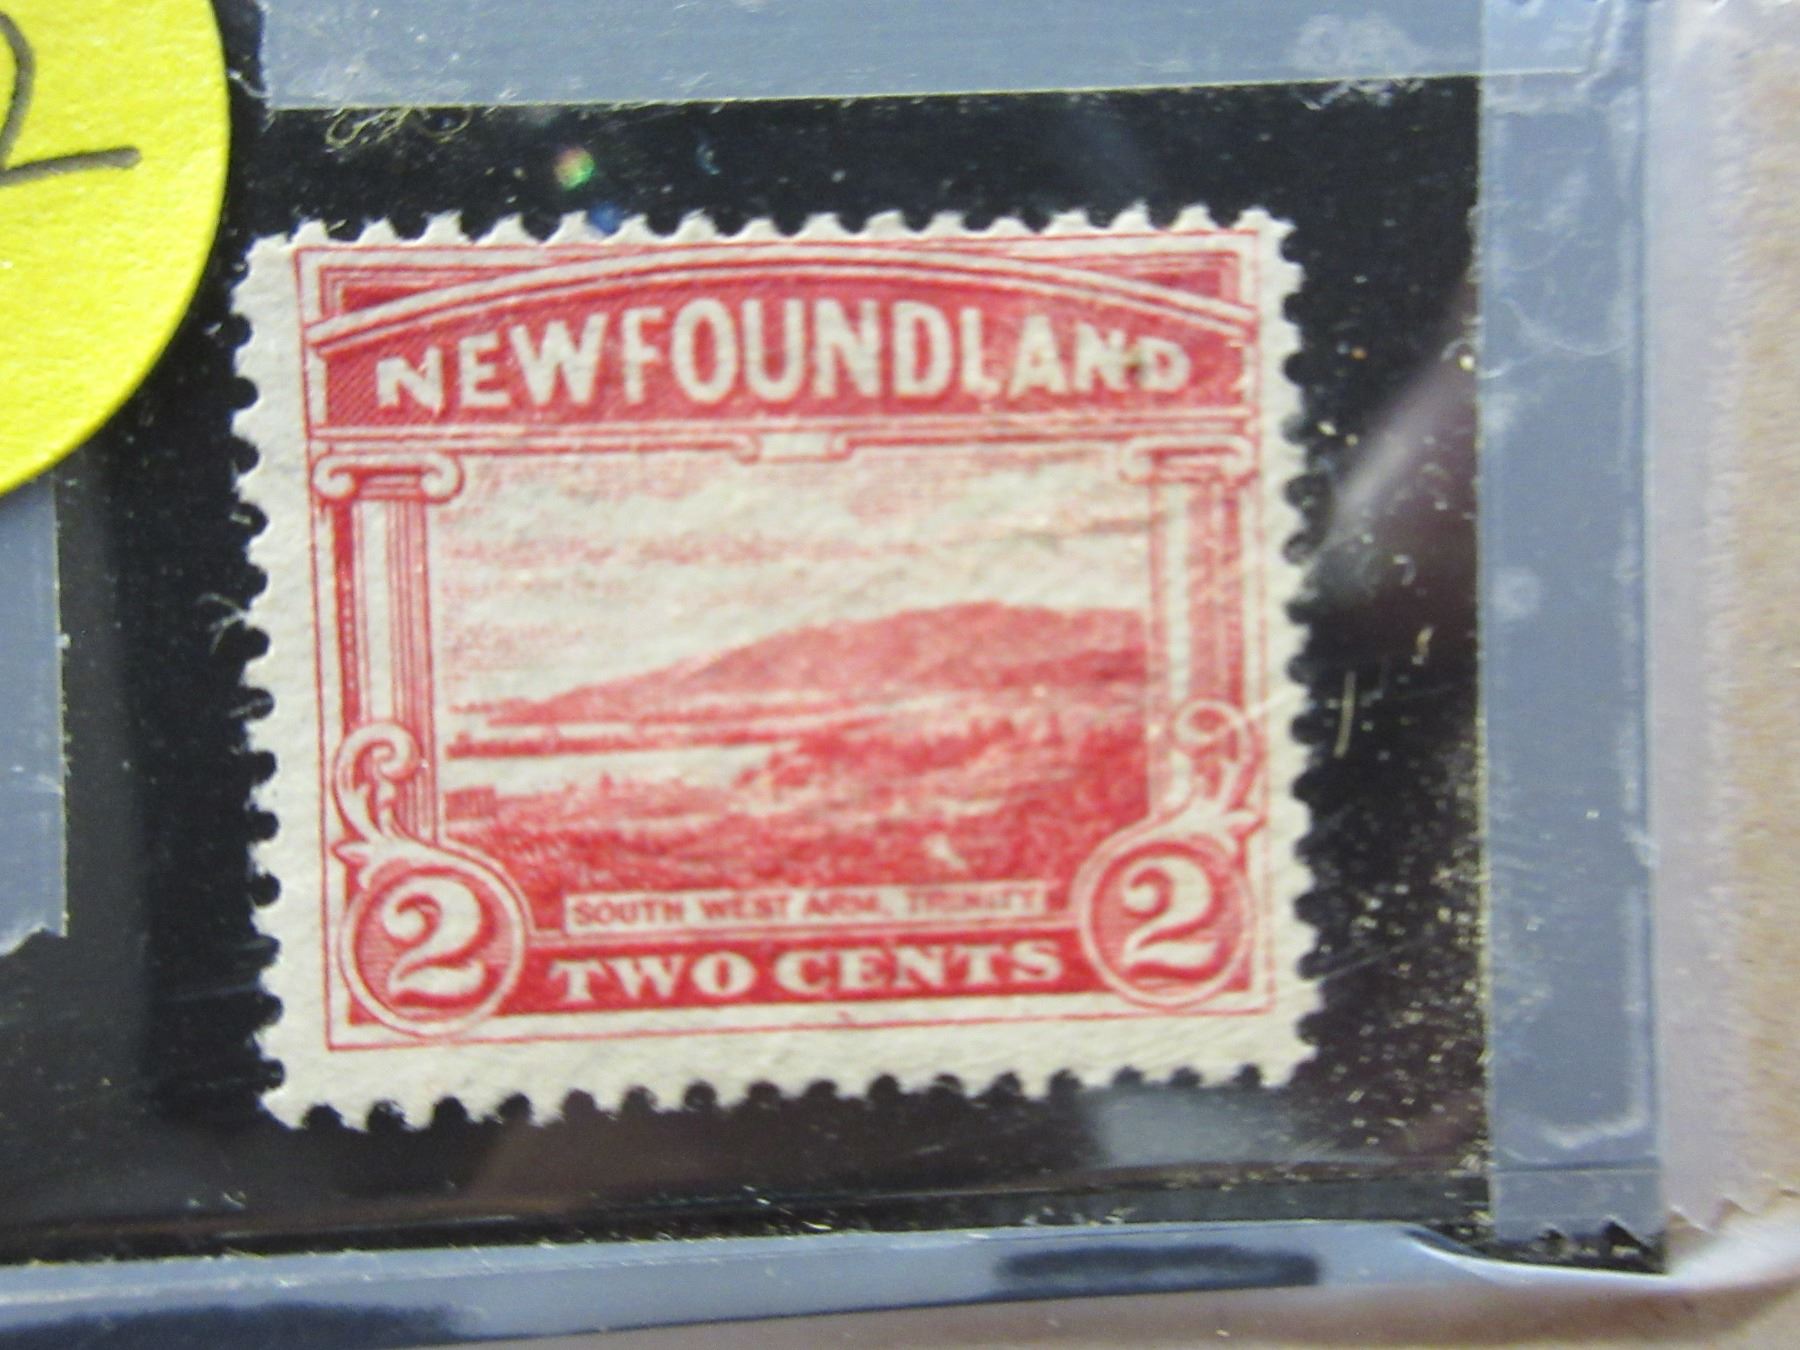 NEWFOUNDLAND
SOUTH WEST ARM, TRINITY
2 TWO CENTS 2